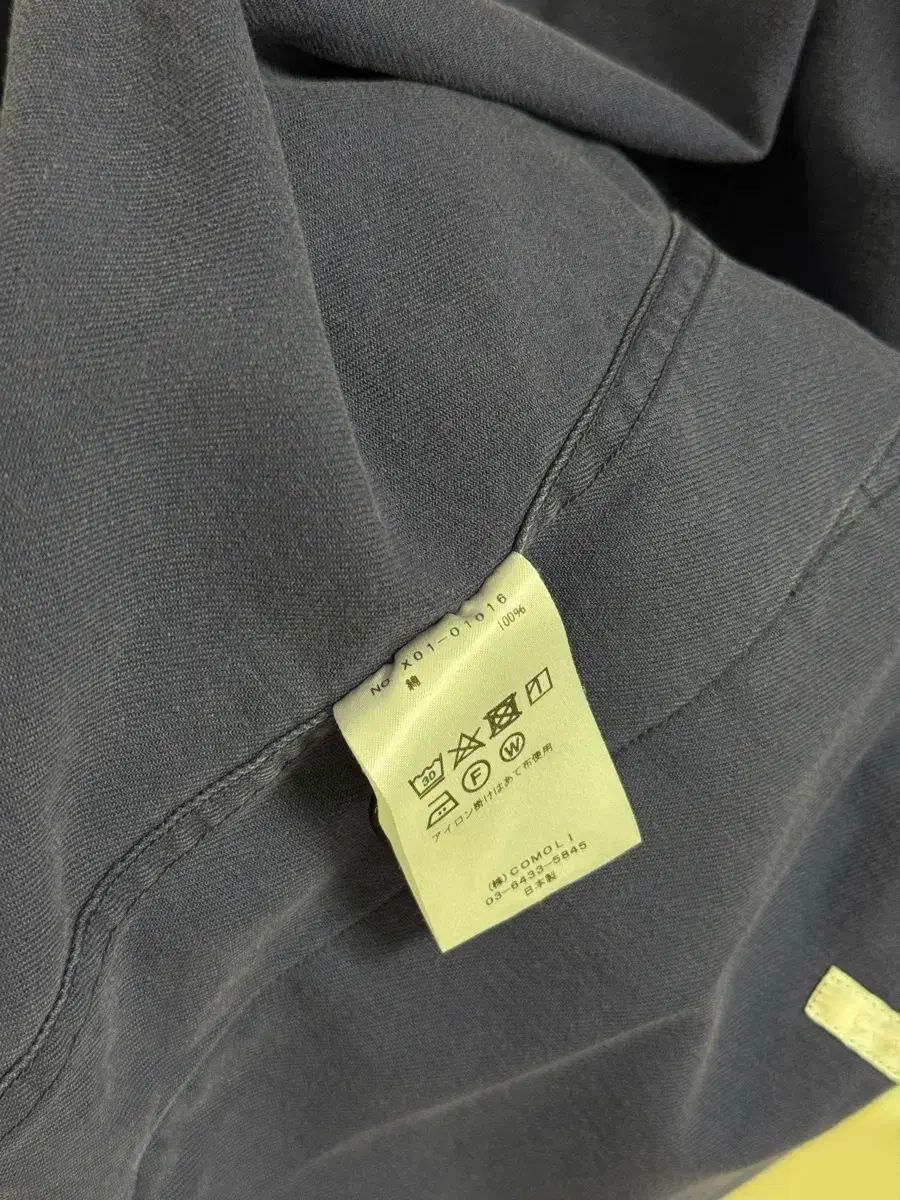 No. X01-01016
綿 100%
30
F W
アイロン掛けはあて布使用
(株)COMOLI
03-6433-5845
日本製